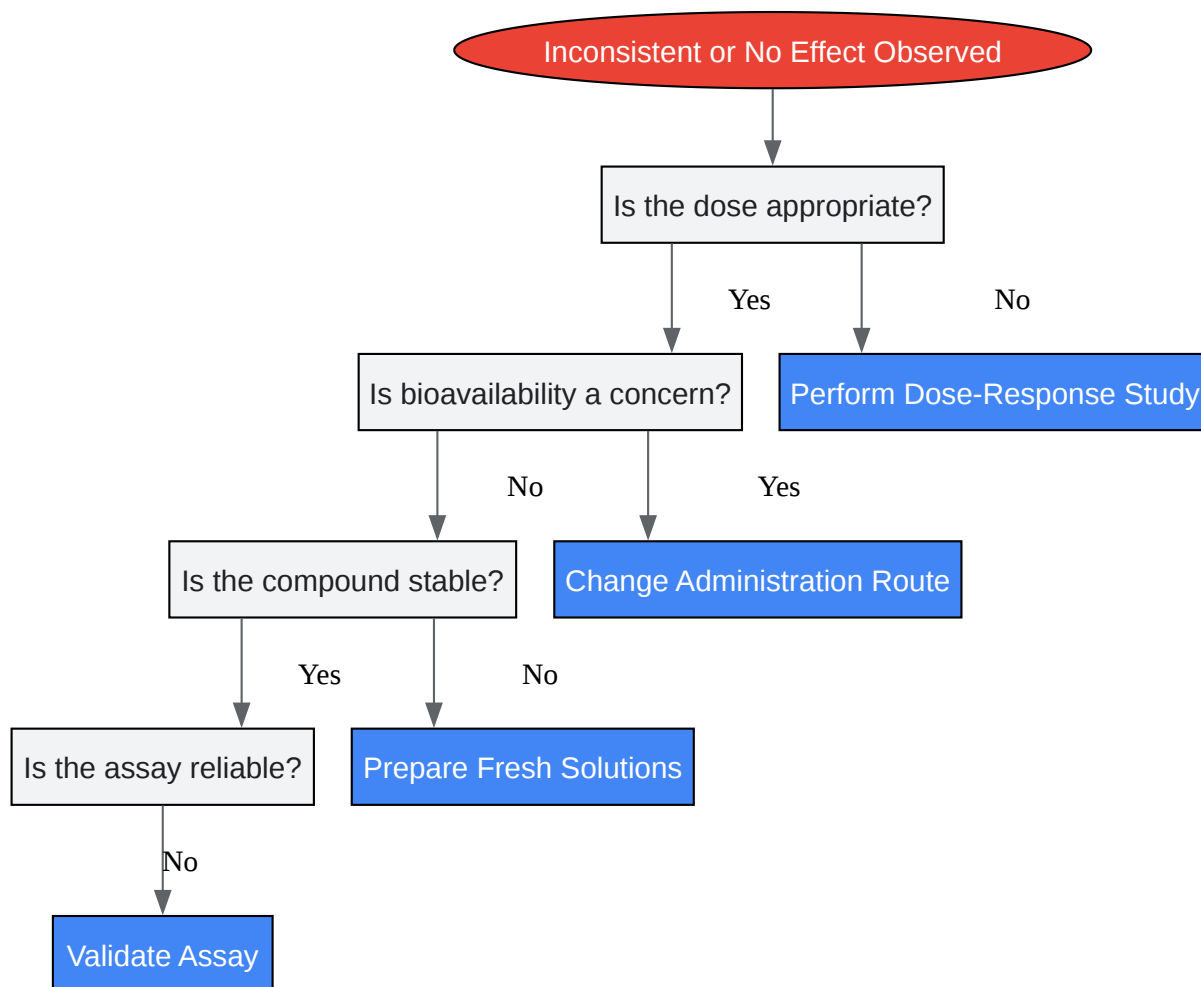 Inconsistent or No Effect Observed
Is the dose appropriate?
Yes
No
Is bioavailability a concern?
Perform Dose-Response Study
No
Yes
Is the compound stable?
Change Administration Route
Yes
No
Is the assay reliable?
Prepare Fresh Solutions
No
Validate Assay